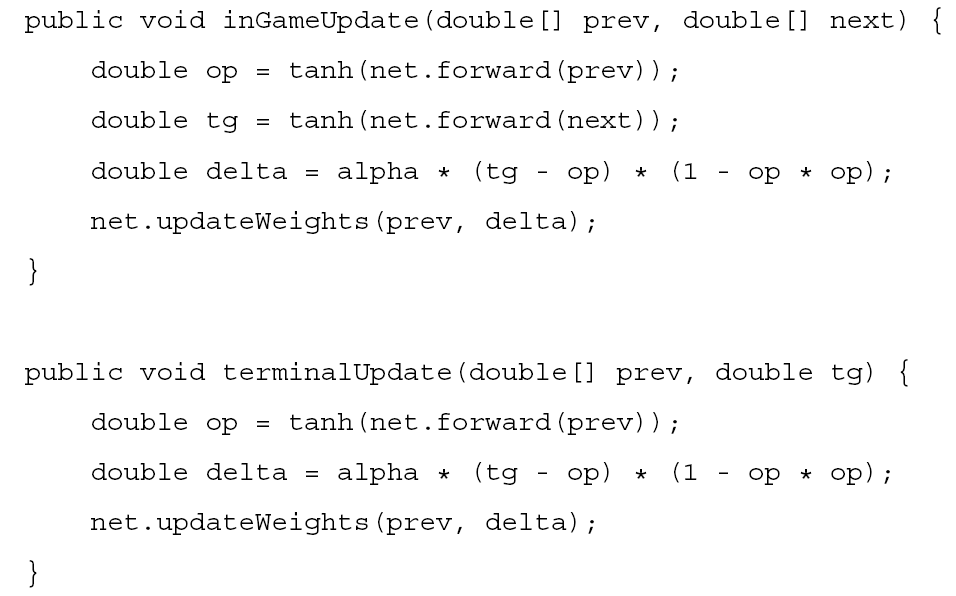 public void inGameUpdate(double[] prev, double[] next) {
    double op = tanh(net.forward(prev));
    double tg = tanh(net.forward(next));
    double delta = alpha * (tg - op) * (1 - op * op);
    net.updateWeights(prev, delta);
}

public void terminalUpdate(double[] prev, double tg) {
    double op = tanh(net.forward(prev));
    double delta = alpha * (tg - op) * (1 - op * op);
    net.updateWeights(prev, delta);
}